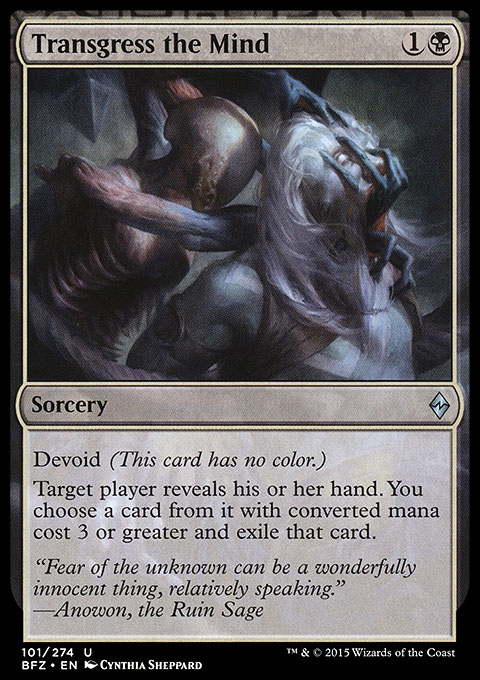 Transgress the Mind 1
Sorcery
Devoid (This card has no color.)
Target player reveals his or her hand. You
choose a card from it with converted mana
cost 3 or greater and exile that card.
“Fear of the unknown can be a wonderfully
innocent thing, relatively speaking.”
—Anowon, the Ruin Sage
101/274 U
BFZ • EN Cynthia Sheppard
™ & © 2015 Wizards of the Coast